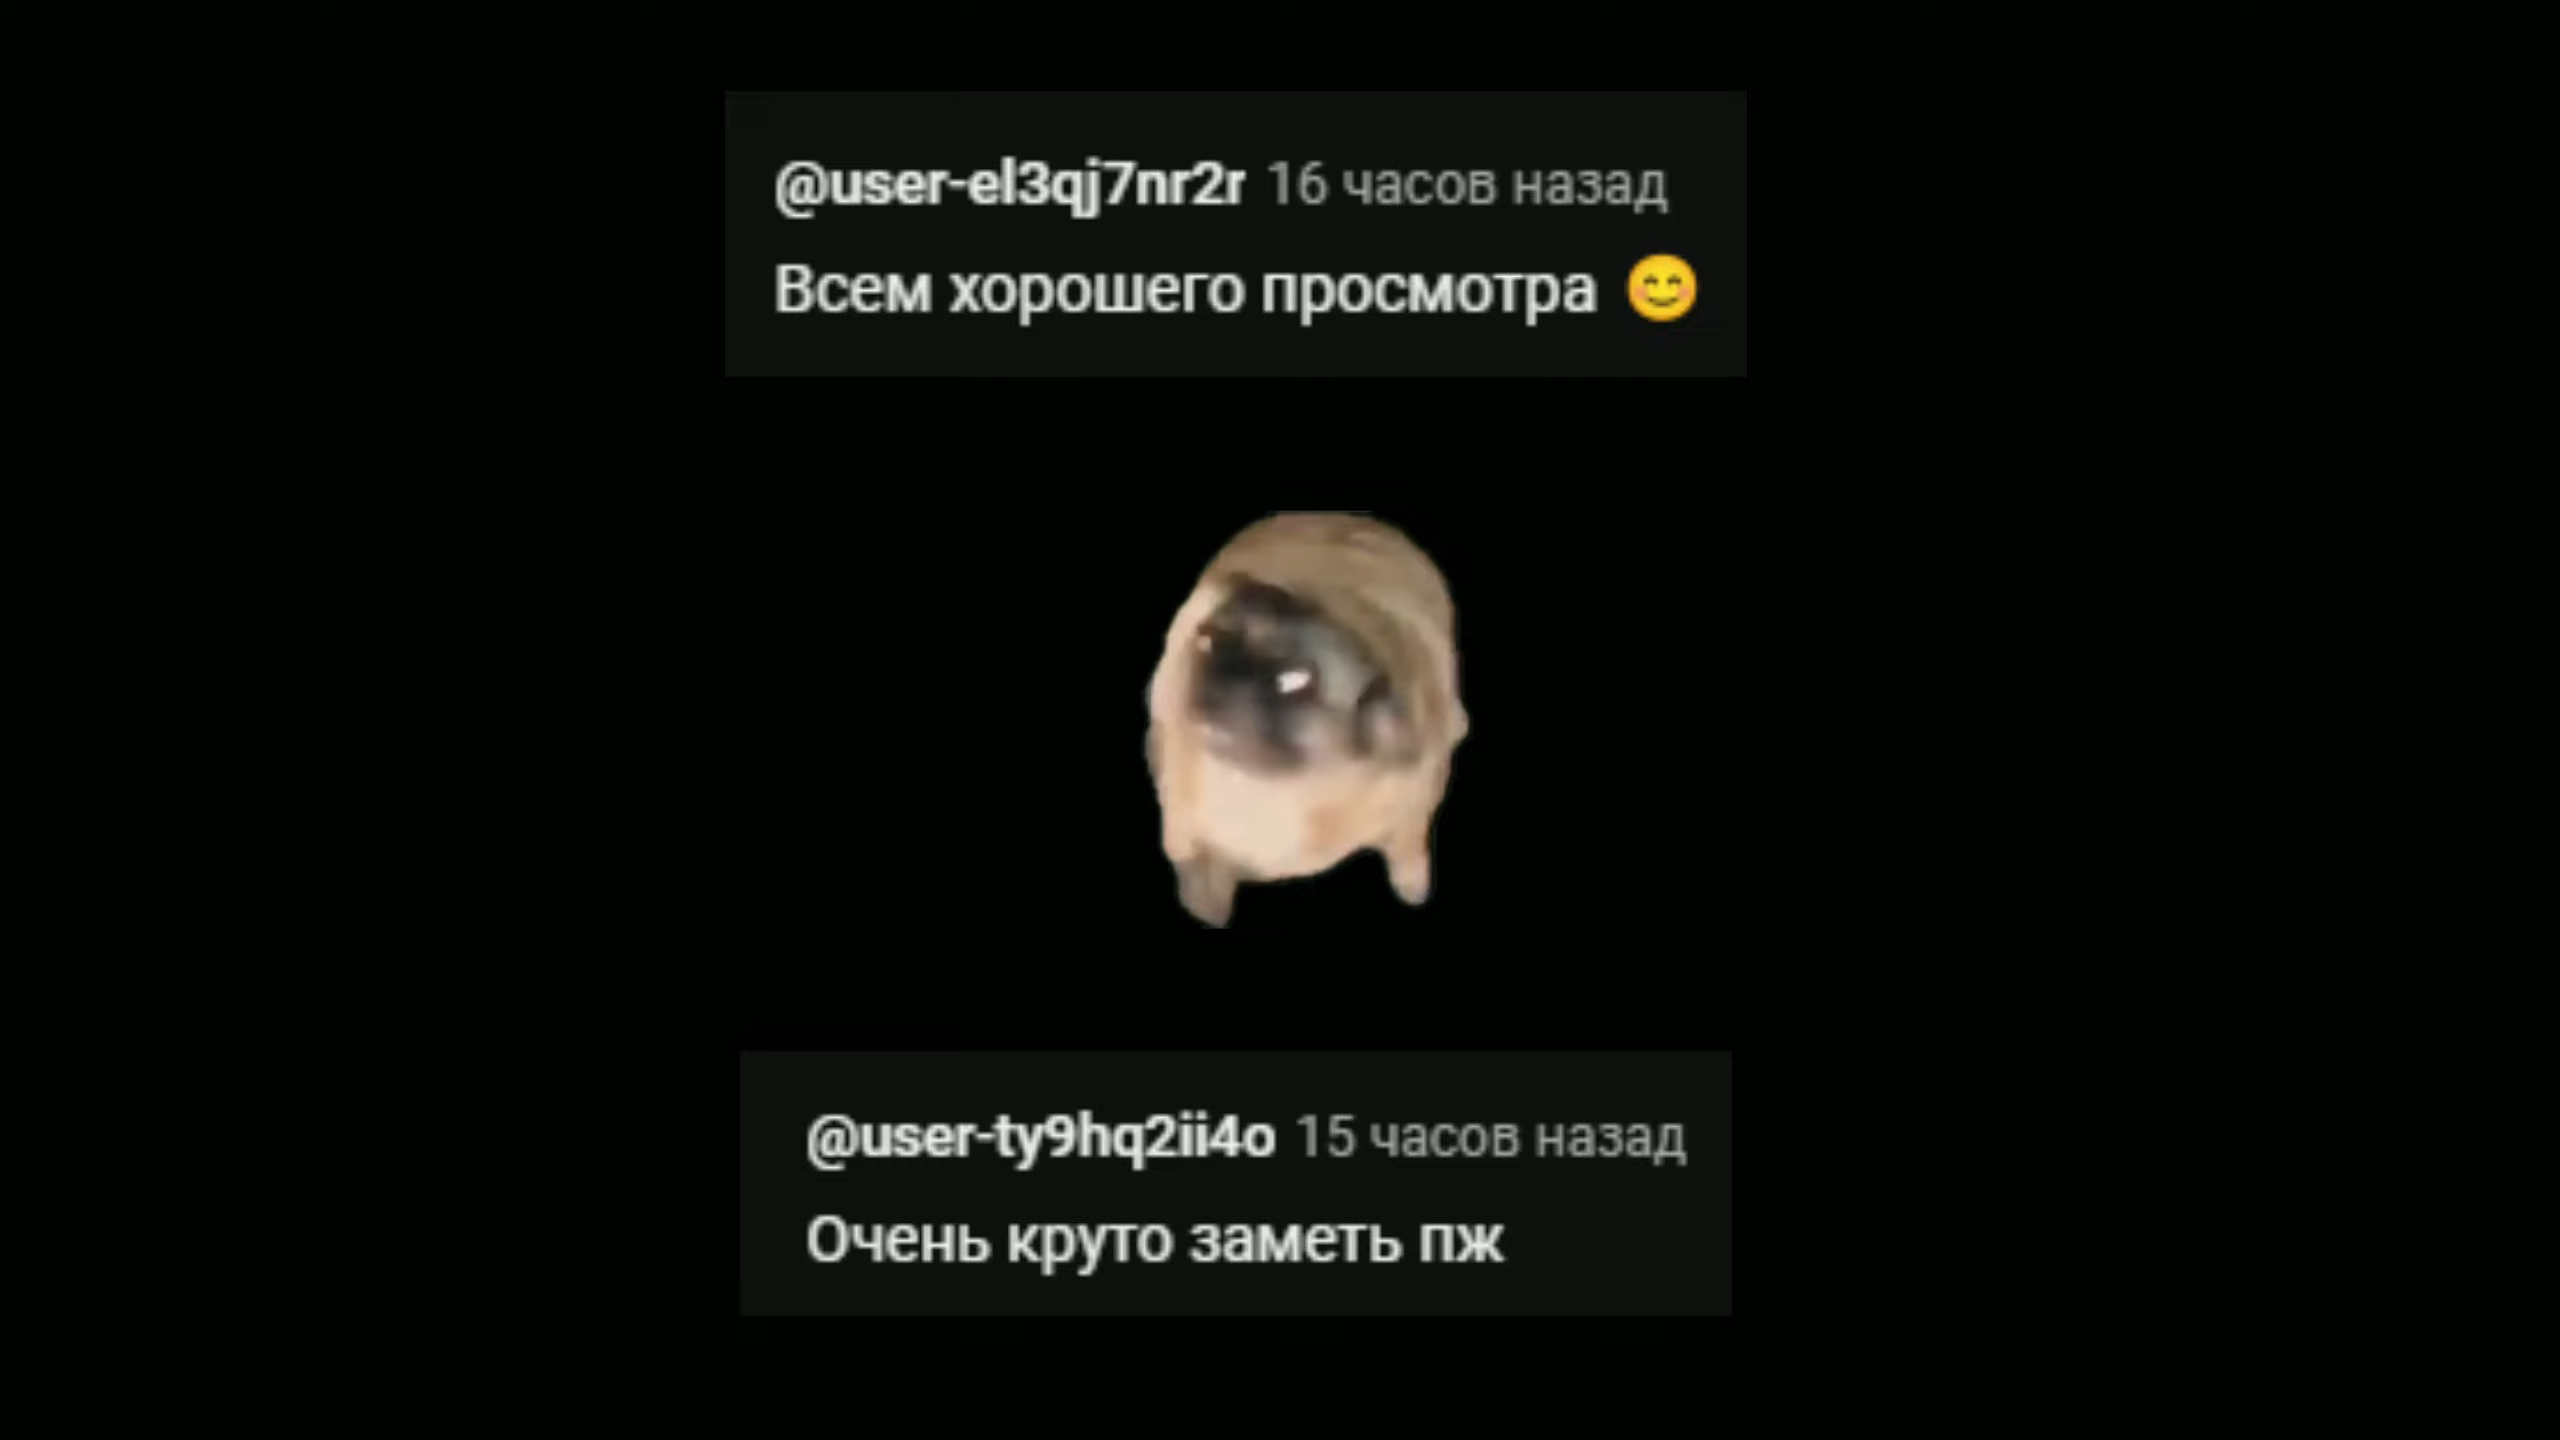 @user-el3qj7nr2r 16 часов назад
Всем хорошего просмотра 😊
@user-ty9hq2ii4o 15 часов назад
Очень круто заметь пж